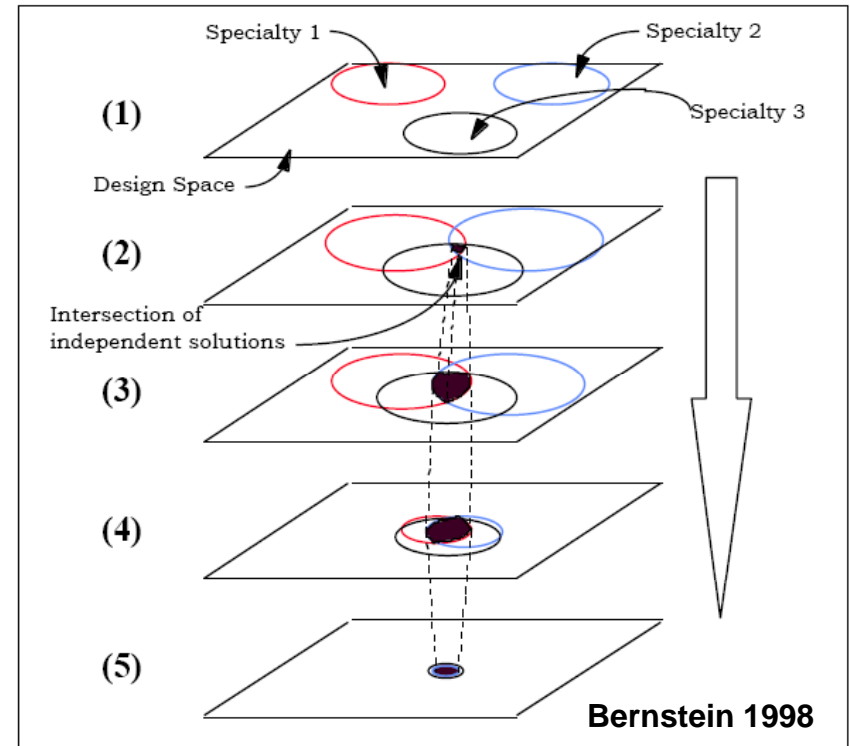 Specialty 1
Specialty 2
(1)
Specialty 3
Design Space
(2)
Intersection of
independent solutions
(3)
(4)
(5)
Bernstein 1998